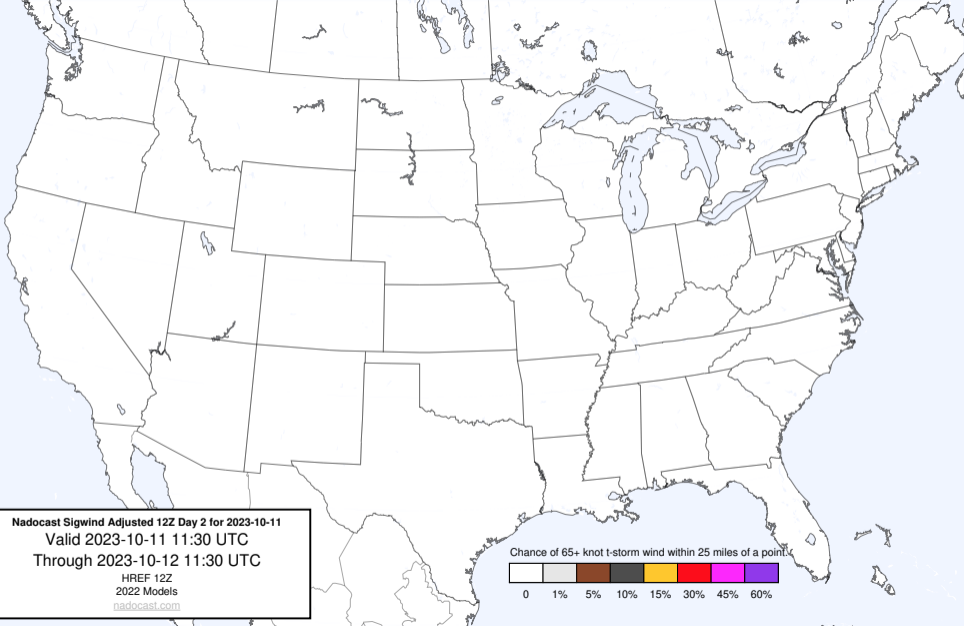 Nadocast Sigwind Adjusted 12Z Day 2 for 2023-10-11
Valid 2023-10-11 11:30 UTC
Through 2023-10-12 11:30 UTC
HREF 12Z
2022 Models
nadocast.com
Chance of 65+ knot t-storm wind within 25 miles of a point.
0 1% 5% 10% 15% 30% 45% 60%